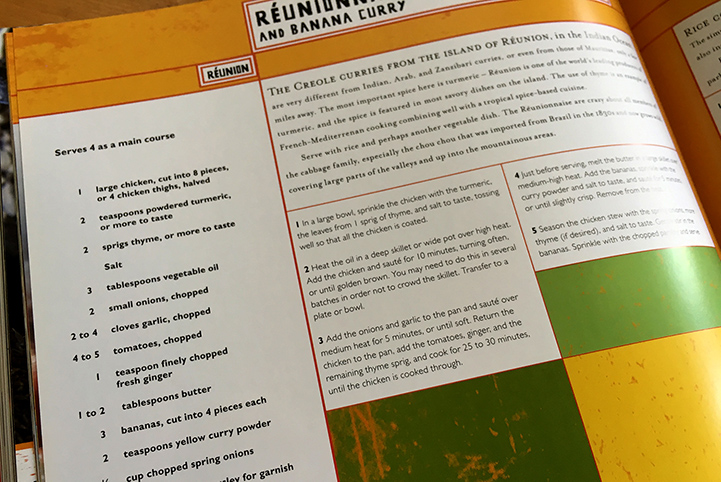 RÉUNIONNA
AND BANANA CURRY
RÉUNION
THE CREOLE CURRIES FROM THE ISLAND OF RÉUNION, in the Indian Ocean,
are very different from Indian, Arab, and Zanzibari curries, or even from those of Mauritius, only a few
miles away. The most important spice here is turmeric – Réunion is one of the world's leading producers
turmeric, and the spice is featured in most savory dishes on the island. The use of thyme is an example of
French-Mediterranean cooking combining well with a tropical spice-based cuisine.
Serve with rice and perhaps another vegetable dish. The Réunionnaise are crazy about all members of
the cabbage family, especially the chou chou that was imported from Brazil in the 1830s and now grows
covering large parts of the valleys and up into the mountainous areas.
Serves 4 as a main course
1 large chicken, cut into 8 pieces,
or 4 chicken thighs, halved
2 teaspoons powdered turmeric,
or more to taste
2 sprigs thyme, or more to taste
Salt
3 tablespoons vegetable oil
2 small onions, chopped
2 to 4 cloves garlic, chopped
4 to 5 tomatoes, chopped
1 teaspoon finely chopped
fresh ginger
1 to 2 tablespoons butter
3 bananas, cut into 4 pieces each
2 teaspoons yellow curry powder
cup chopped spring onions
for garnish
1 In a large bowl, sprinkle the chicken with the turmeric,
the leaves from 1 sprig of thyme, and salt to taste, tossing
well so that all the chicken is coated.
2 Heat the oil in a deep skillet or wide pot over high heat.
Add the chicken and sauté for 10 minutes, turning often,
or until golden brown. You may need to do this in several
batches in order not to crowd the skillet. Transfer to a
plate or bowl.
3 Add the onions and garlic to the pan and sauté over
medium heat for 5 minutes, or until soft. Return the
chicken to the pan, add the tomatoes, ginger, and the
remaining thyme sprig, and cook for 25 to 30 minutes,
until the chicken is cooked through.
4 Just before serving, melt the butter in a large skillet over
medium-high heat. Add the bananas, sprinkle with the
curry powder and salt to taste, and sauté for 5 minutes,
or until slightly crisp. Remove from the heat.
5 Season the chicken stew with the spring onions, more
thyme (if desired), and salt to taste. Combine with the
bananas. Sprinkle with the chopped parsley and serve.
RICE C
The aim
also in